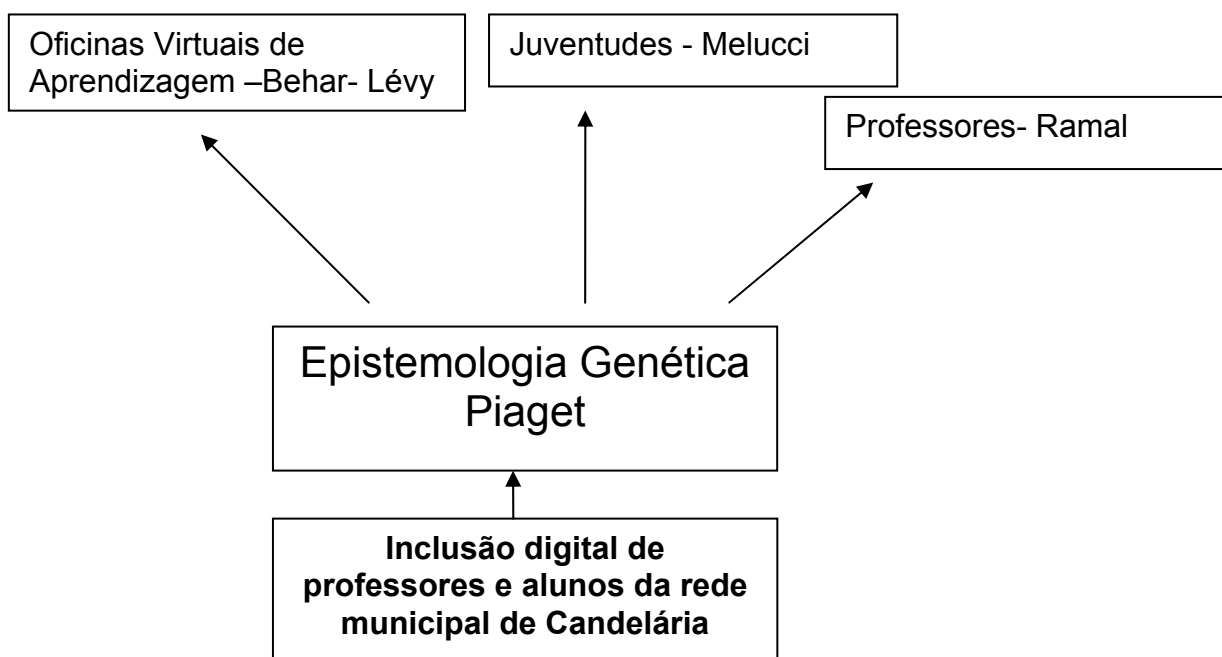 Oficinas Virtuais de
Aprendizagem –Behar- Lévy
Juventudes - Melucci
Professores- Ramal
Epistemologia Genética
Piaget
Inclusão digital de
professores e alunos da rede
municipal de Candelária